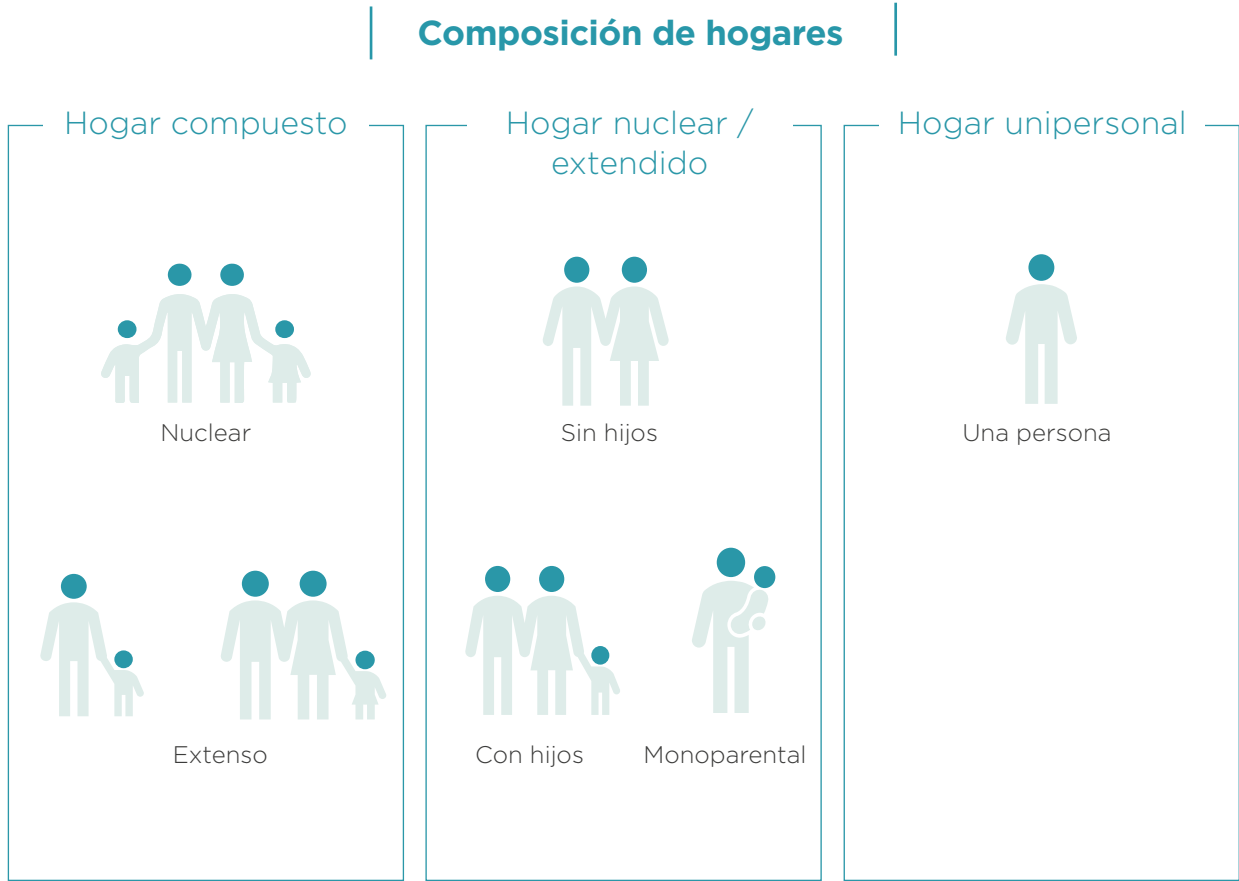 Composición de hogares
Hogar compuesto
Nuclear
Extenso
Hogar nuclear /
extendido
Sin hijos
Con hijos
Monoparental
Hogar unipersonal
Una persona